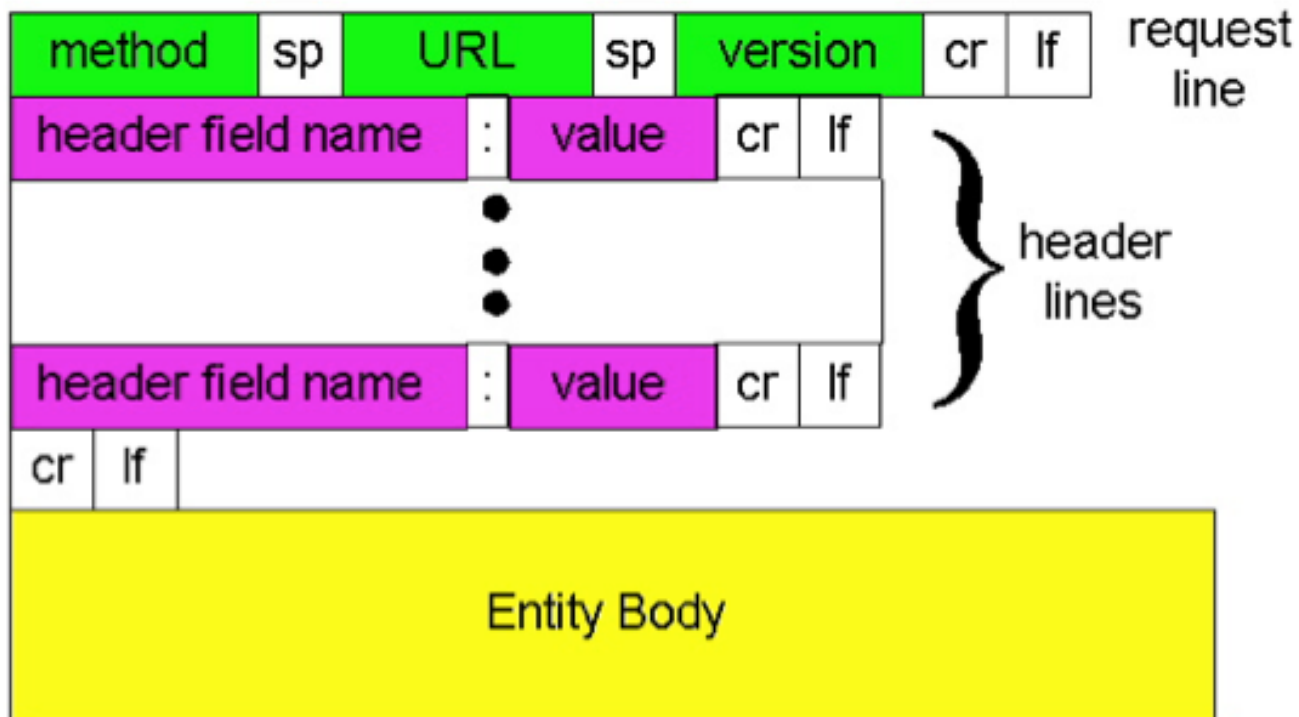 method sp URL sp version cr lf
request
line
header field name : value cr lf
header
lines
header field name : value cr lf
cr lf
Entity Body